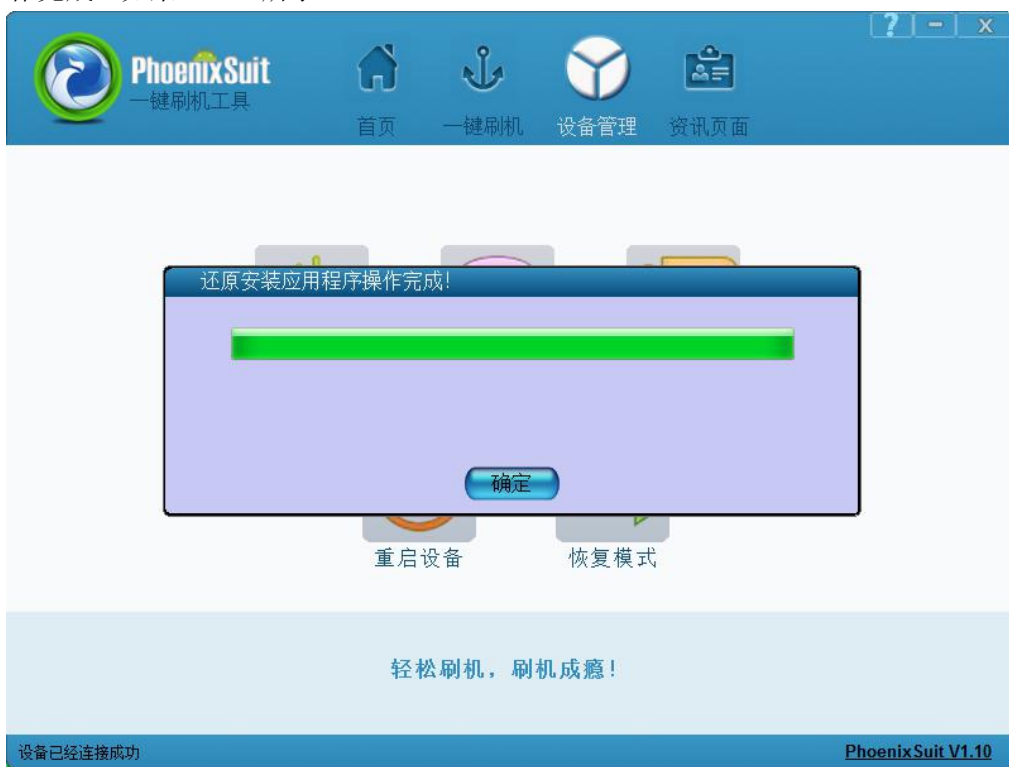 ? - x
PhoenixSuit
一键刷机工具
首页 一键刷机 设备管理 资讯页面
还原安装应用程序操作完成!
确定
重启设备 恢复模式
轻松刷机，刷机成瘾!
设备已经连接成功 PhoenixSuit V1.10